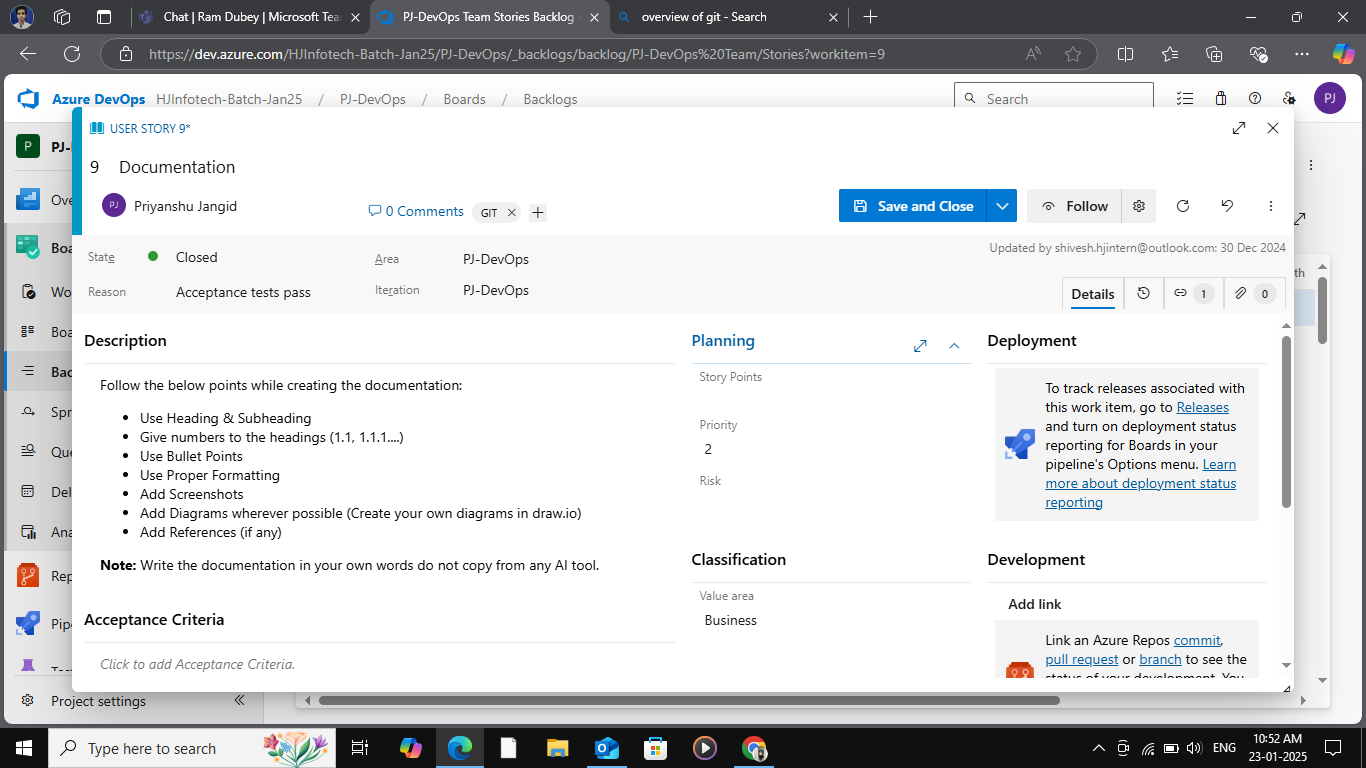 Chat | Ram Dubey | Microsoft Tea
PJ-DevOps Team Stories Backlog -
overview of git - Search
https://dev.azure.com/HJInfotech-Batch-Jan25/PJ-DevOps/_backlogs/backlog/PJ-DevOps%20Team/Stories?workitem=9
Azure DevOps HJInfotech-Batch-Jan25 / PJ-DevOps / Boards / Backlogs
Search
PJ
P PJ-
Ove
Boa
Wo
Boa
Bac
Spr
Que
Del
Ana
Rep
Pip
Project settings
th
USER STORY 9*
9 Documentation
PJ Priyanshu Jangid
0 Comments
GIT
Save and Close
Follow
State Closed
Area PJ-DevOps
Updated by shivesh.hjintern@outlook.com: 30 Dec 2024
Reason Acceptance tests pass
Iteration PJ-DevOps
Details
1
0
Description
Follow the below points while creating the documentation:
• Use Heading & Subheading
• Give numbers to the headings (1.1, 1.1.1....)
• Use Bullet Points
• Use Proper Formatting
• Add Screenshots
• Add Diagrams wherever possible (Create your own diagrams in draw.io)
• Add References (if any)
Note: Write the documentation in your own words do not copy from any AI tool.
Acceptance Criteria
Click to add Acceptance Criteria.
Planning
Story Points
Priority
2
Risk
Classification
Value area
Business
Deployment
To track releases associated with
this work item, go to Releases
and turn on deployment status
reporting for Boards in your
pipeline's Options menu. Learn
more about deployment status
reporting
Development
Add link
Link an Azure Repos commit,
pull request or branch to see the
status of your development. You
Type here to search
ENG
10:52 AM
23-01-2025